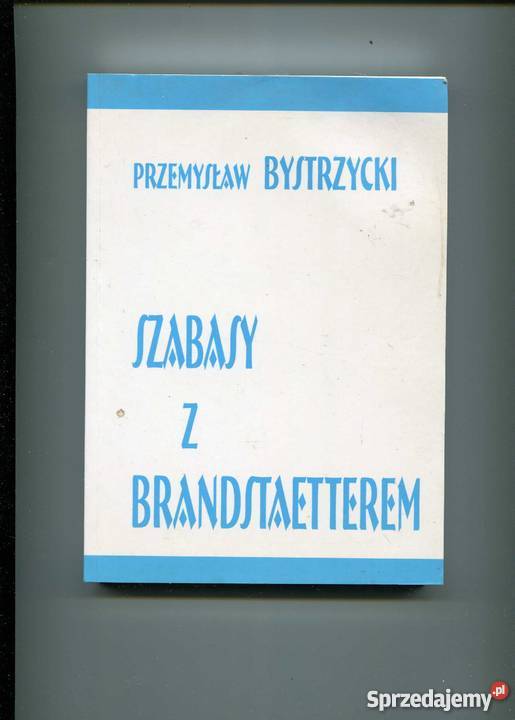 PRZEMYSŁAW BYSTRZYCKI
SZABASY
Z
BRANDSTAETTEREM
Sprzedajemy.pl